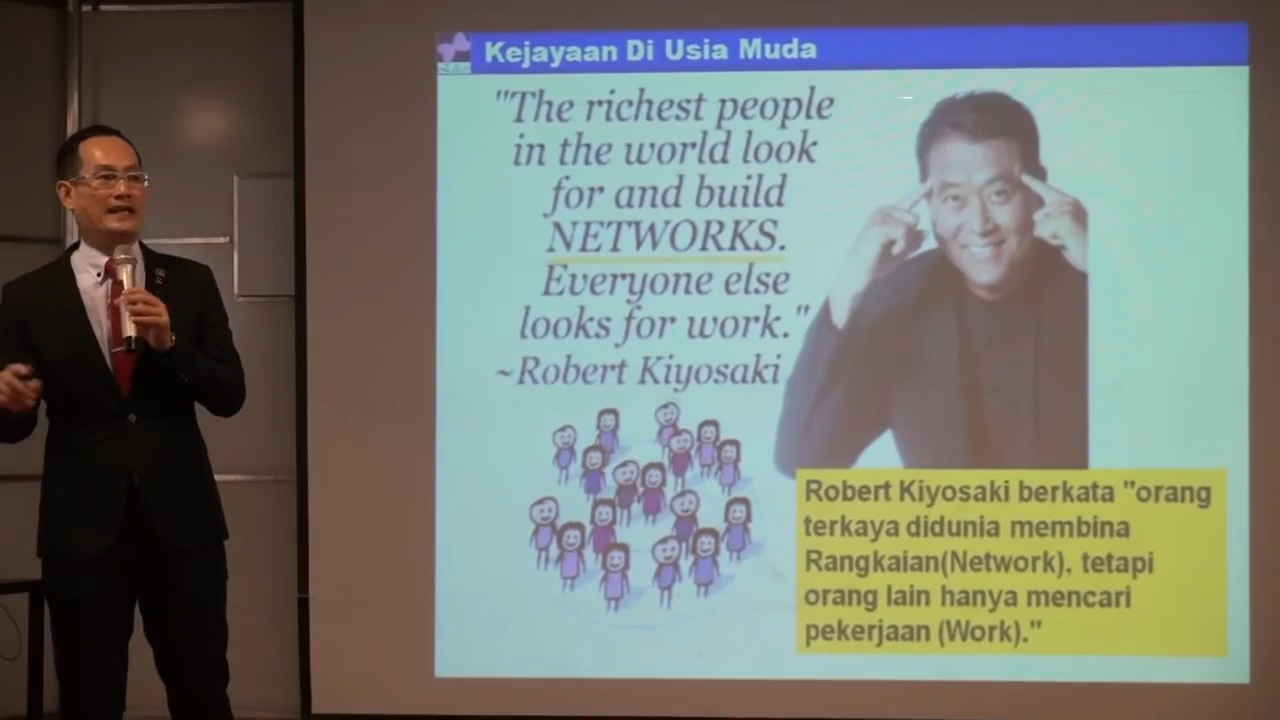 Kejayaan Di Usia Muda
"The richest people
in the world look
for and build
NETWORKS.
Everyone else
looks for work."
~Robert Kiyosaki
Robert Kiyosaki berkata "orang
terkaya didunia membina
Rangkaian(Network), tetapi
orang lain hanya mencari
pekerjaan (Work)."